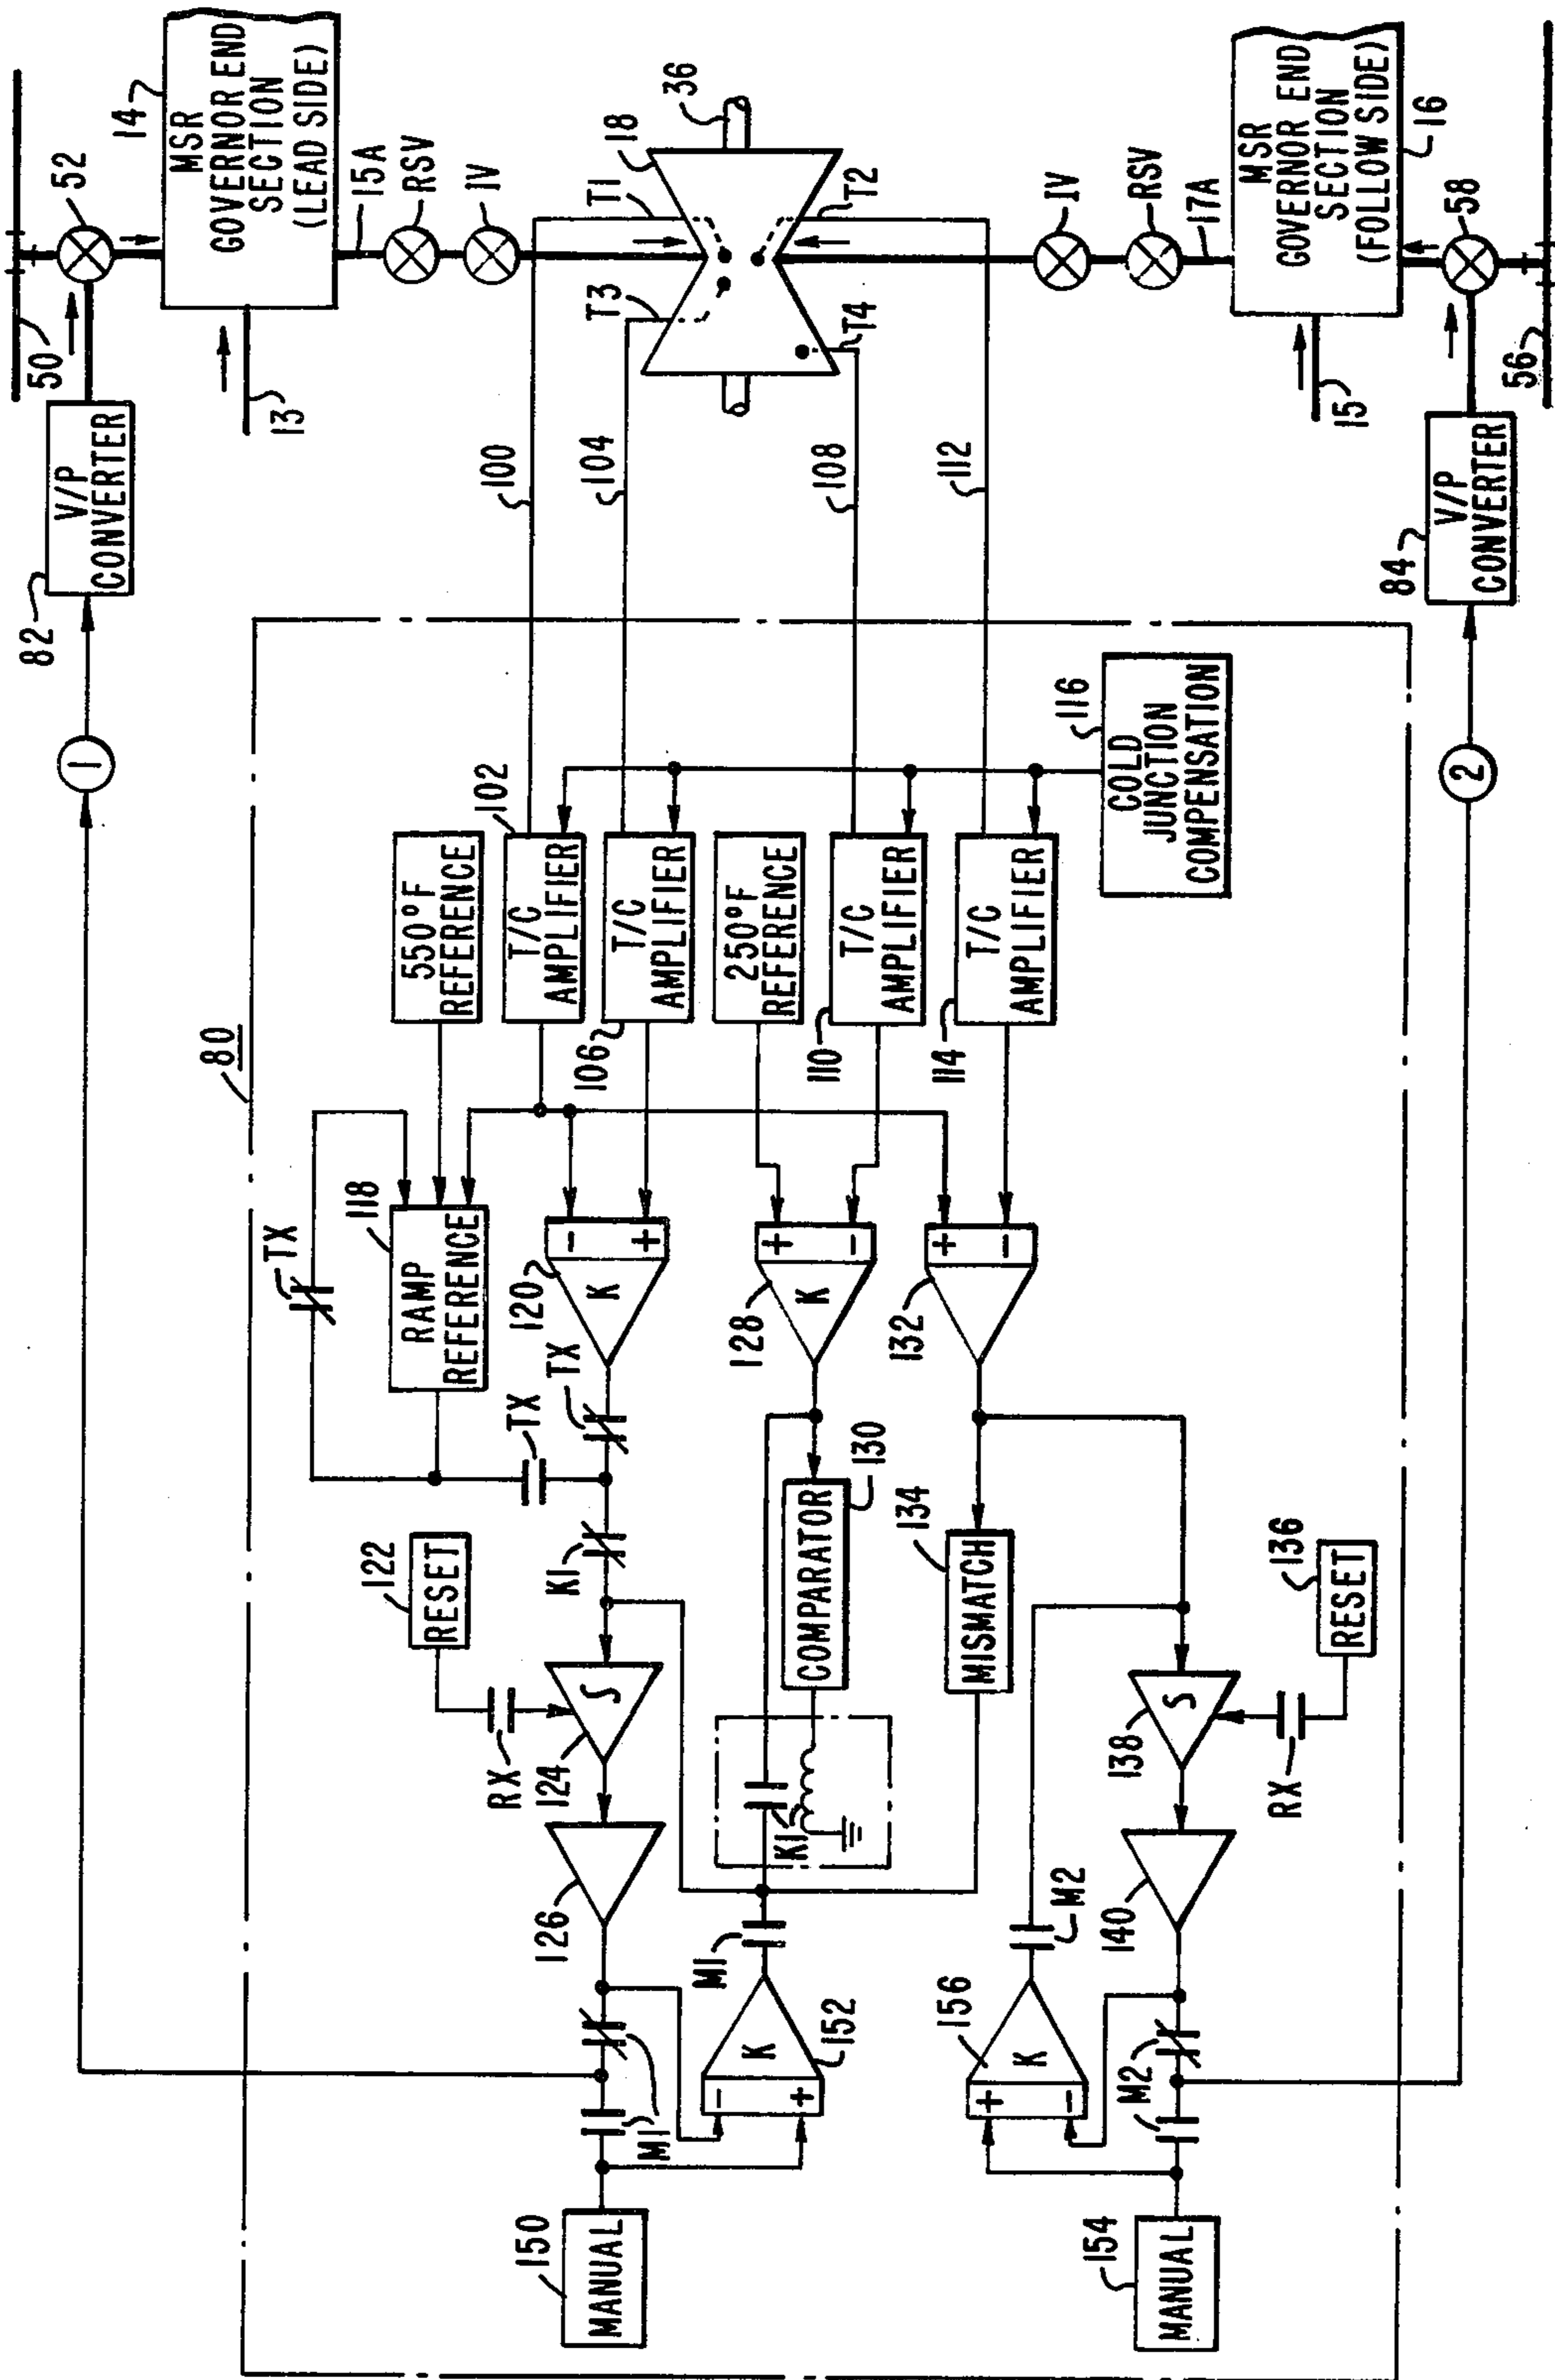 50
52
14
MSR
GOVERNOR END
SECTION
(LEAD SIDE)
13
15A
RSV
IV
82
V/P
CONVERTER
1
T1
18
36
T3
T2
T4
IV
RSV
17A
MSR
GOVERNOR END
SECTION
(FOLLOW SIDE)
16
15
58
56
84
V/P
CONVERTER
2
100
104
108
112
80
550°F
REFERENCE
102
T/C
AMPLIFIER
T/C
AMPLIFIER
106
250°F
REFERENCE
T/C
AMPLIFIER
110
T/C
AMPLIFIER
114
116
COLD
JUNCTION
COMPENSATION
TX
118
RAMP
REFERENCE
-
+
120
K
TX
TX
+
-
128
K
+
-
132
122
RESET
K1
RX
124
S
126
130
COMPARATOR
K1
134
MISMATCH
136
RESET
138
S
RX
140
M1
M1
152
K
-
+
156
K
+
-
M2
M2
150
MANUAL
154
MANUAL